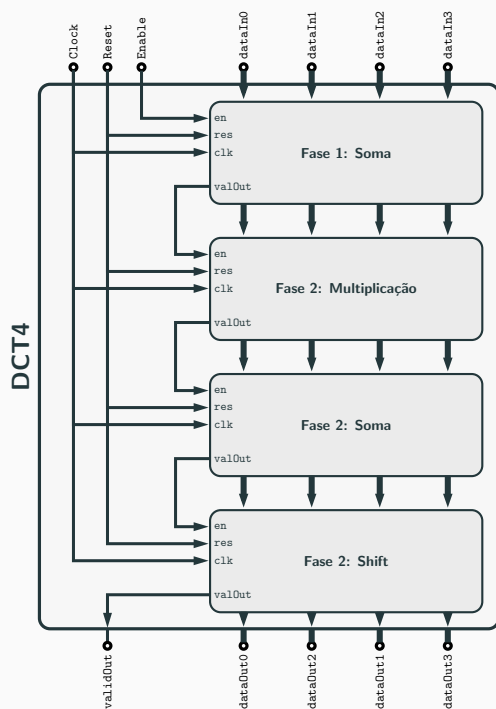 Clock
Reset
Enable
dataIn0
dataIn1
dataIn2
dataIn3
DCT4
en
res
clk
valOut
Fase 1: Soma
en
res
clk
valOut
Fase 2: Multiplicação
en
res
clk
valOut
Fase 2: Soma
en
res
clk
valOut
Fase 2: Shift
validOut
dataOut0
dataOut2
dataOut1
dataOut3